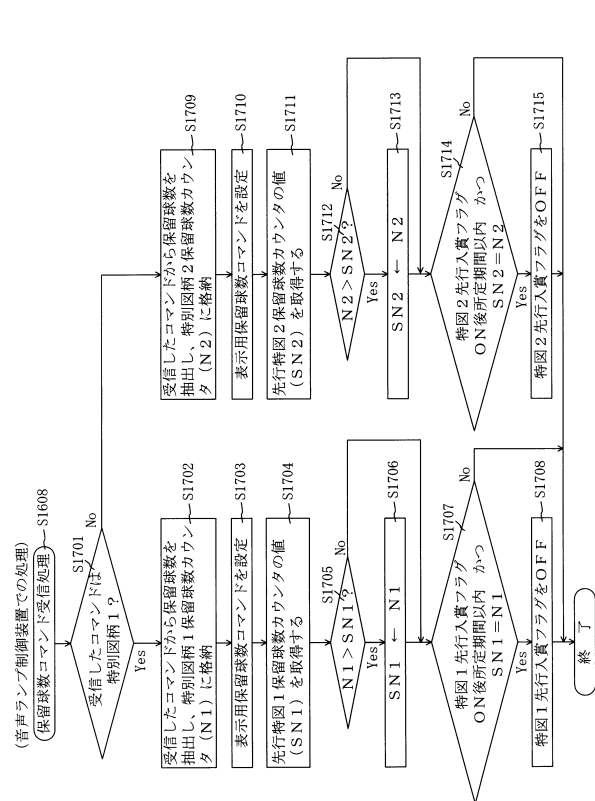 (音声ランプ制御装置での処理)
保留球数コマンド受信処理
S1608
S1701
受信したコマンドは
特別図柄1?
No
Yes
受信したコマンドから保留球数を
抽出し、特別図柄1保留球数カウン
タ(N1)に格納
S1702
表示用保留球数コマンドを設定
S1703
先行特図1保留球数カウンタの値
(SN1)を取得する
S1704
S1705
N1>SN1?
No
Yes
SN1 ← N1
S1706
S1707
特図1先行入賞フラグ
ON後所定期間以内 かつ
SN1=N1
No
Yes
特図1先行入賞フラグをOFF
S1708
受信したコマンドから保留球数を
抽出し、特別図柄2保留球数カウン
タ(N2)に格納
S1709
表示用保留球数コマンドを設定
S1710
先行特図2保留球数カウンタの値
(SN2)を取得する
S1711
S1712
N2>SN2?
No
Yes
SN2 ← N2
S1713
S1714
特図2先行入賞フラグ
ON後所定期間以内 かつ
SN2=N2
No
Yes
特図2先行入賞フラグをOFF
S1715
終 了